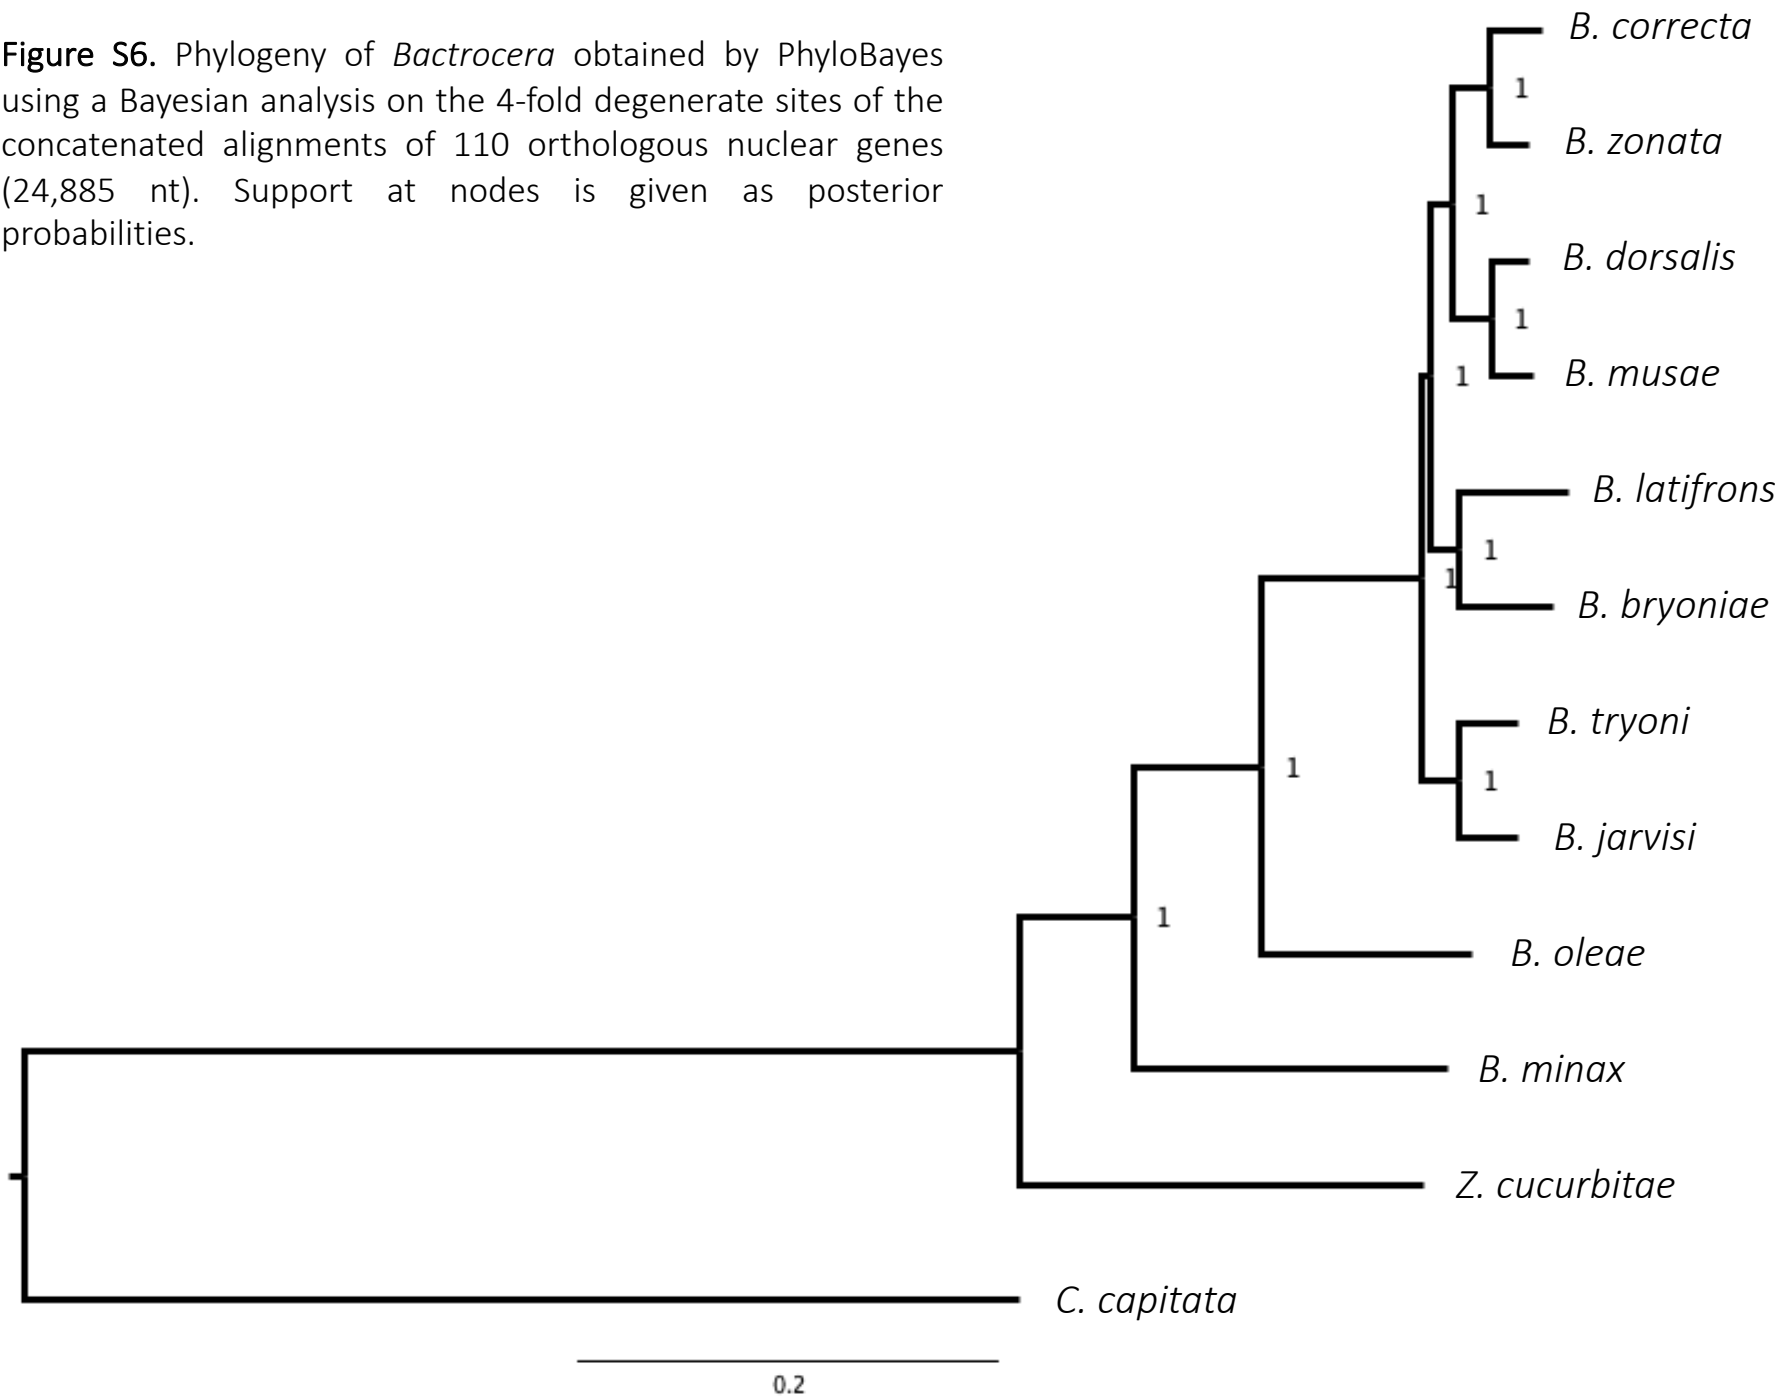 Figure S6. Phylogeny of Bactrocera obtained by PhyloBayes
using a Bayesian analysis on the 4-fold degenerate sites of the
concatenated alignments of 110 orthologous nuclear genes
(24,885 nt). Support at nodes is given as posterior
probabilities.
B. correcta
1
B. zonata
1
B. dorsalis
1
B. musae
1
B. latifrons
1
1
B. bryoniae
B. tryoni
1
1
B. jarvisi
1
B. oleae
B. minax
Z. cucurbitae
C. capitata
0.2